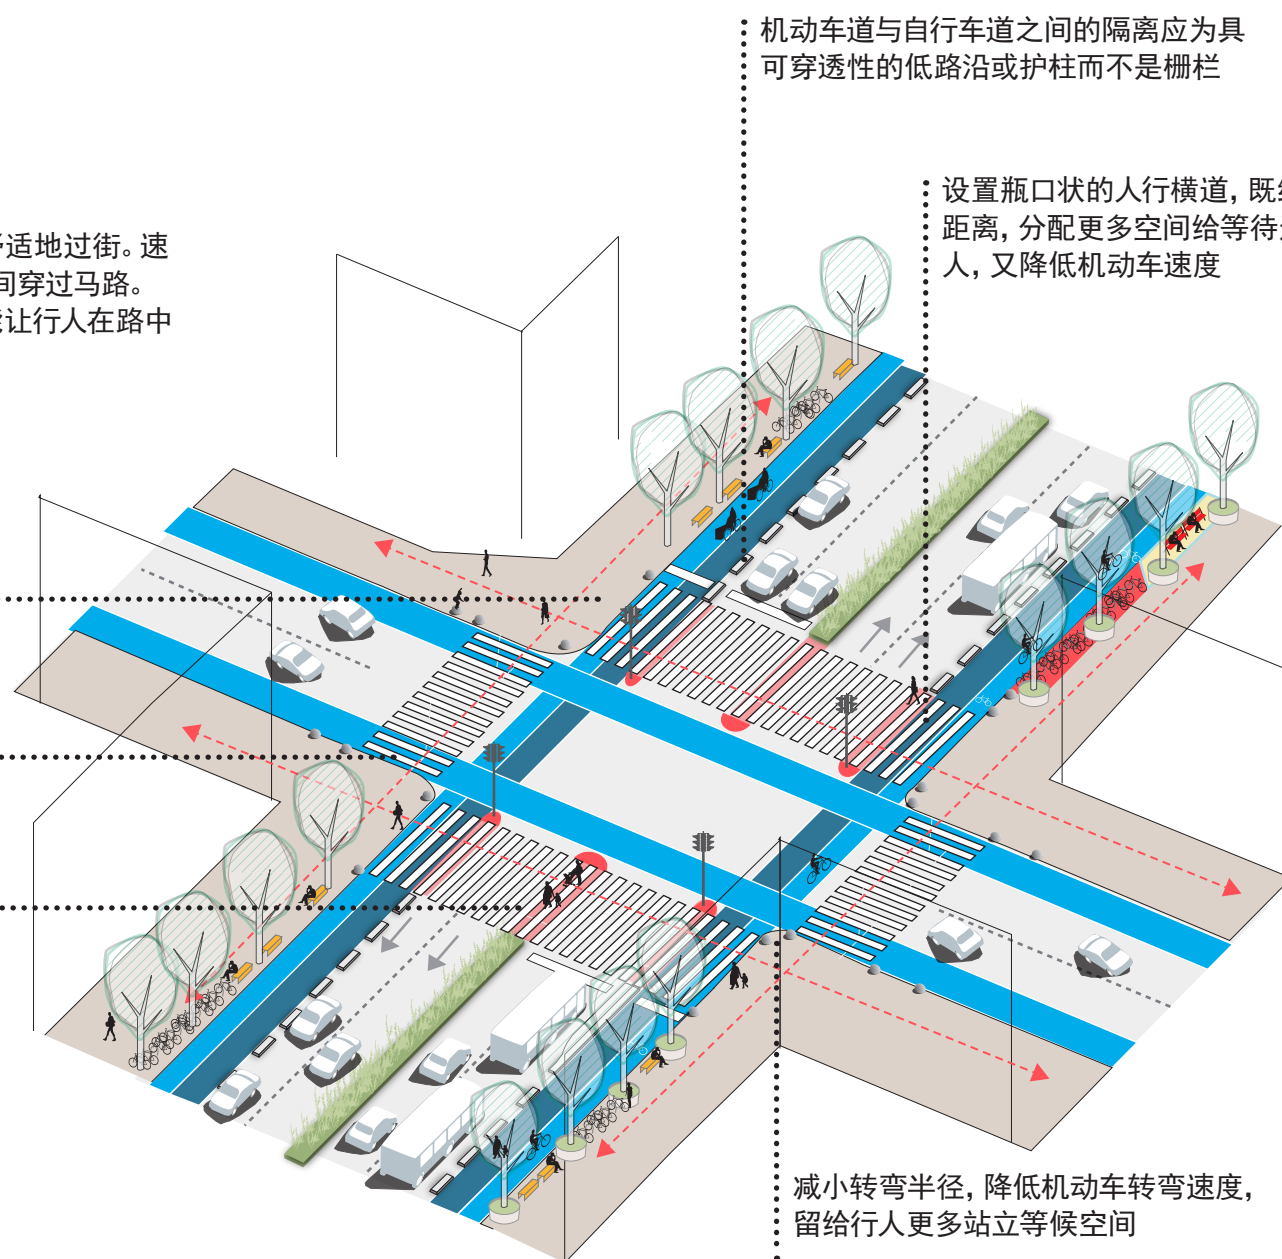 机动车道与自行车道之间的隔离应为具
可穿透性的低路沿或护柱而不是栅栏
设置瓶口状的人行横道, 既
距离, 分配更多空间给等待
人, 又降低机动车速度
适地过街。速
间穿过马路。
让行人在路中
减小转弯半径, 降低机动车转弯速度,
留给行人更多站立等候空间